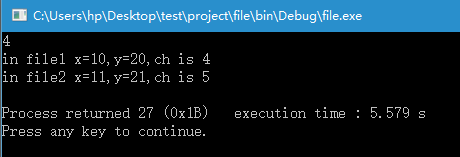 C:\Users\hp\Desktop\test\project\file\bin\Debug\file.exe
4
in file1 x=10,y=20,ch is 4
in file2 x=11,y=21,ch is 5
Process returned 27 (0x1B)   execution time : 5.579 s
Press any key to continue.